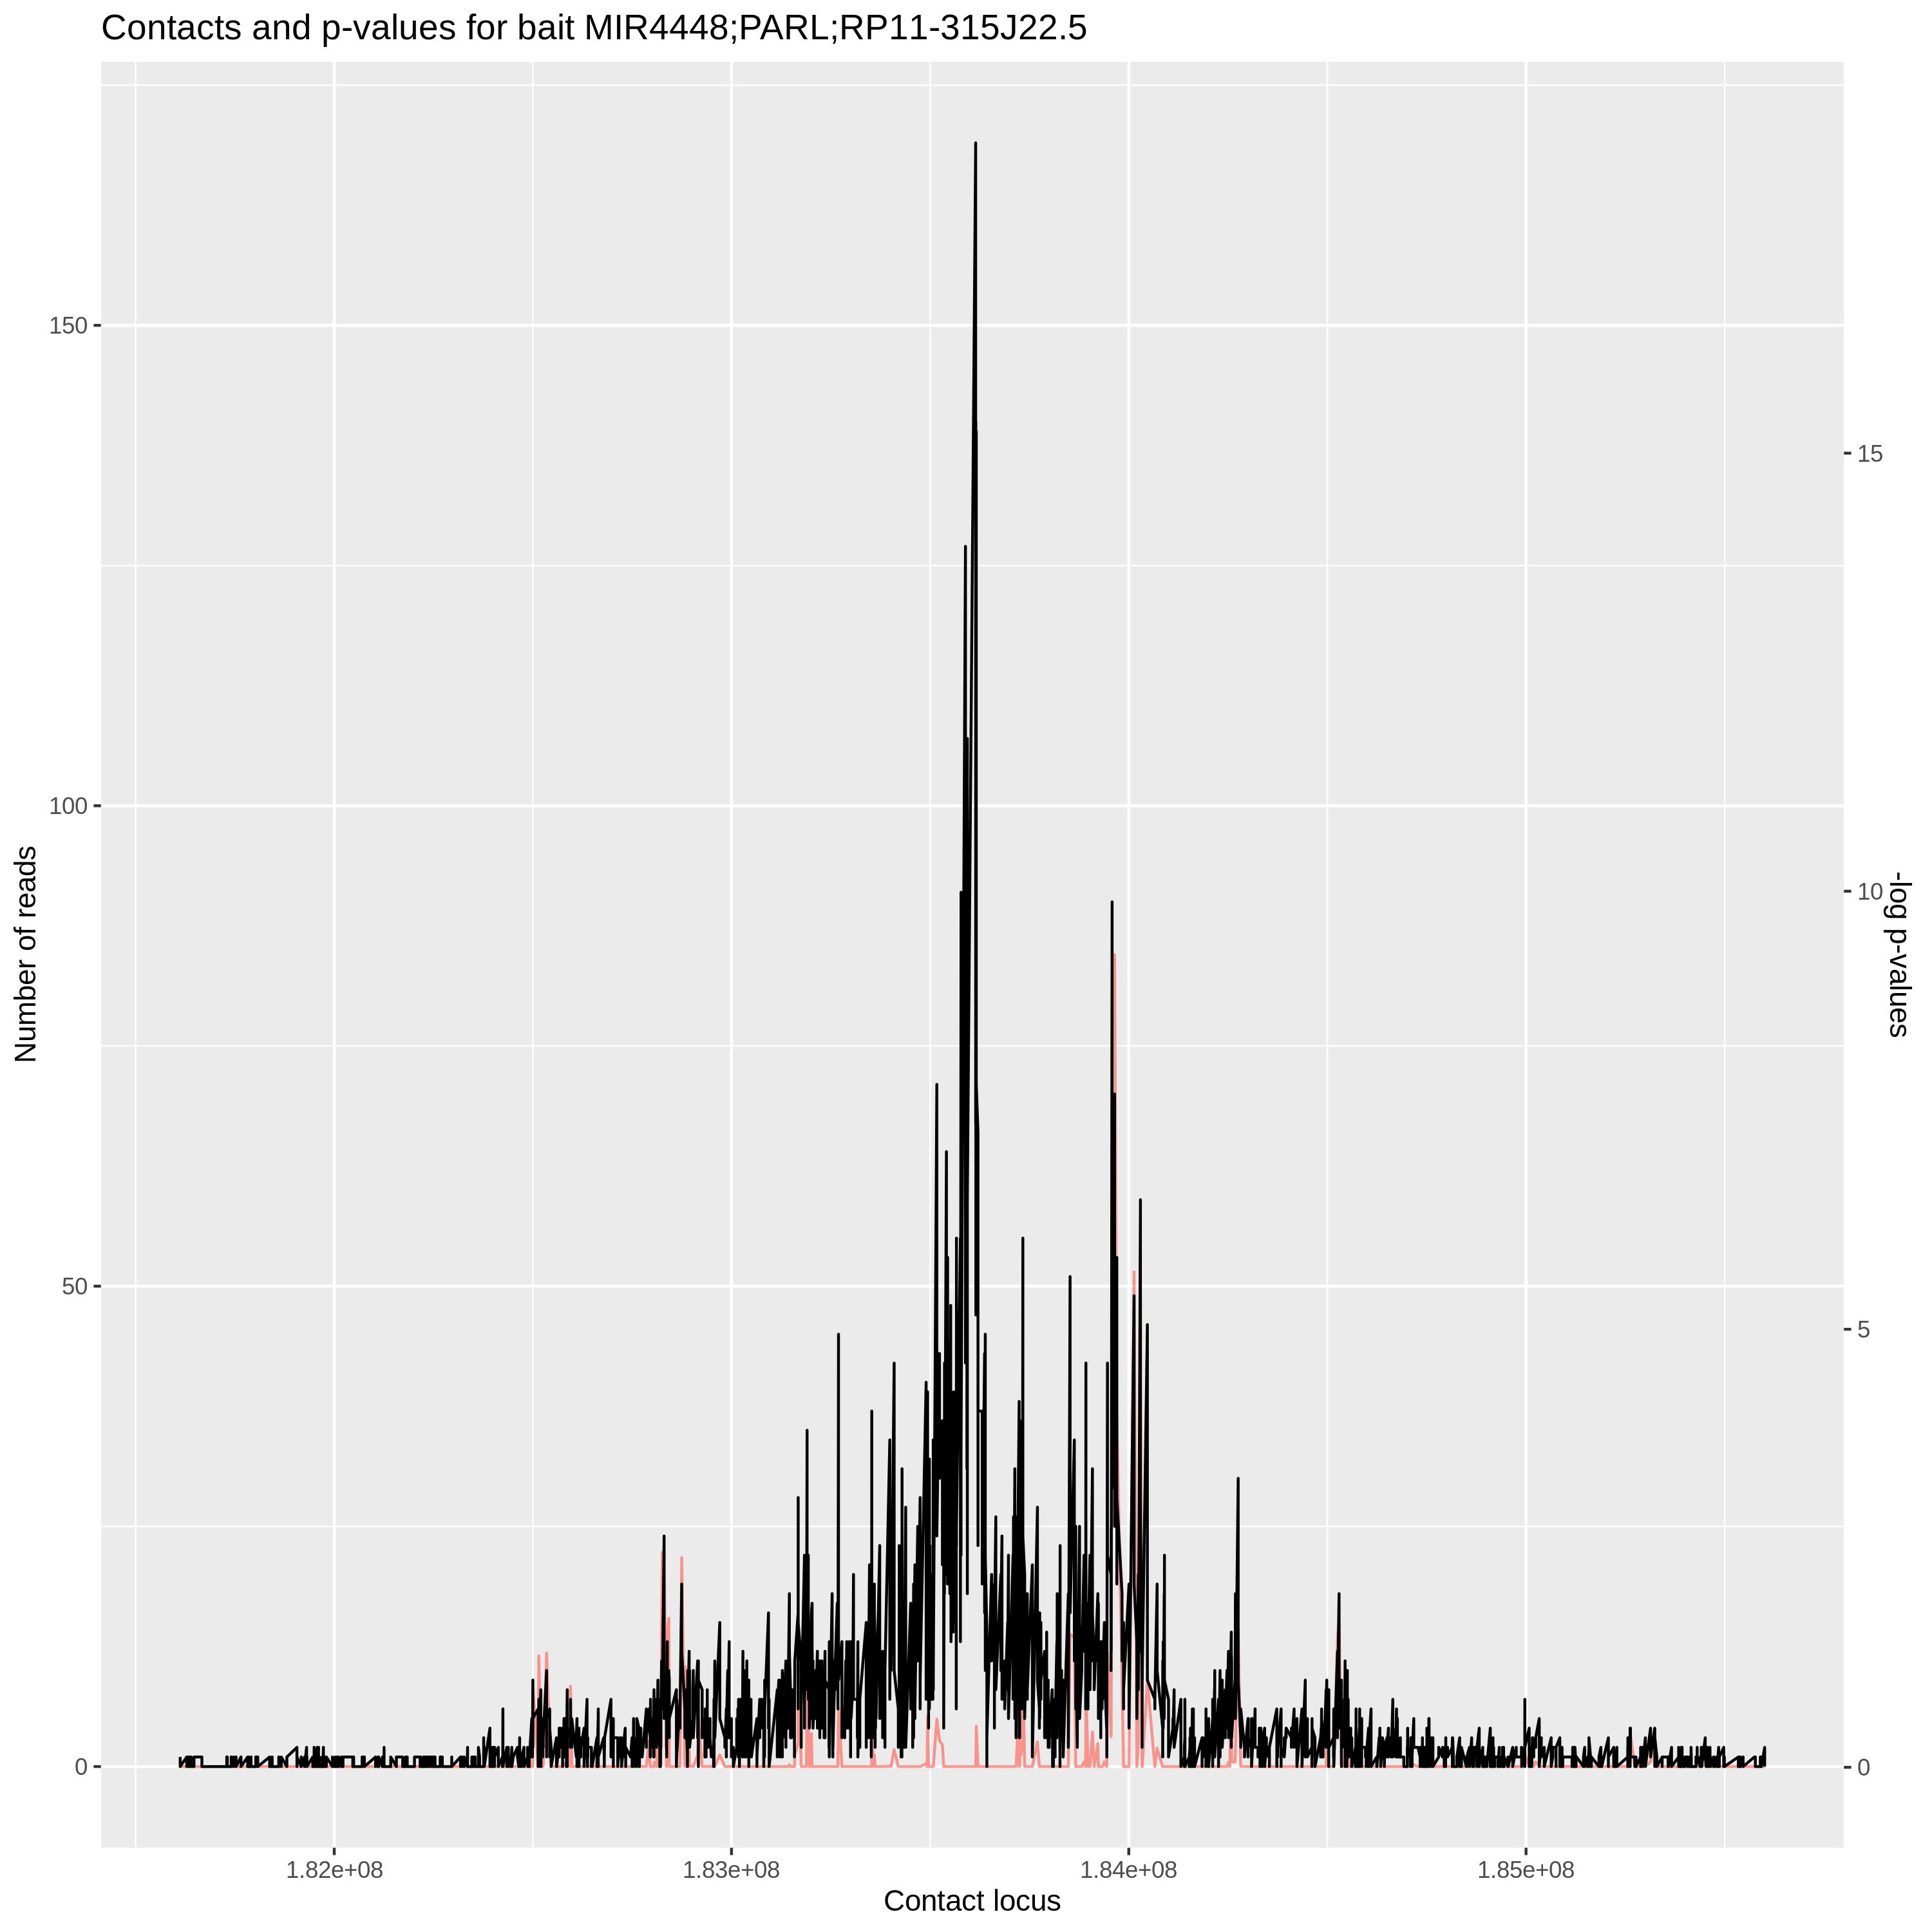 Contacts and p-values for bait MIR4448;PARL;RP11-315J22.5
150
100
50
0
Number of reads
15
10
5
0
-log p-values
1.82e+08
1.83e+08
1.84e+08
1.85e+08
Contact locus